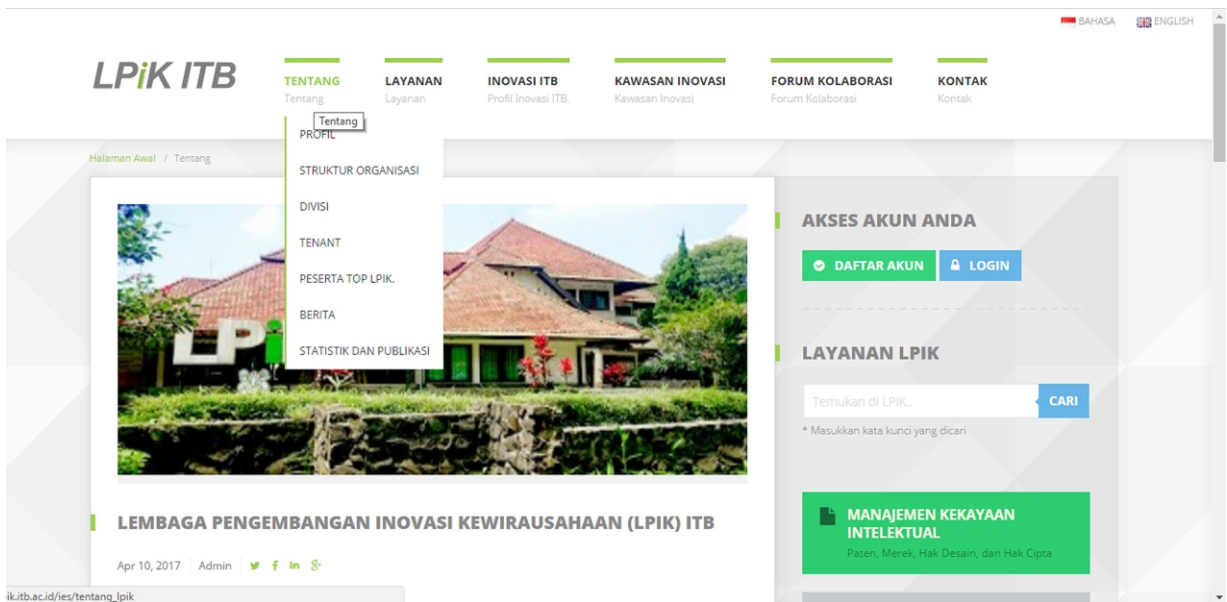 BAHASA ENGLISH
LPiK ITB
TENTANG LAYANAN INOVASI ITB KAWASAN INOVASI FORUM KOLABORASI KONTAK
Tentang Layanan Profil Inovasi ITB. Kawasan Inovasi Forum Kolaborasi Kontak
Tentang
PROFIL
STRUKTUR ORGANISASI
DIVISI
TENANT
PESERTA TOP LPIK.
BERITA
STATISTIK DAN PUBLIKASI
Halaman Awal / Tentang
LPi
LEMBAGA PENGEMBANGAN INOVASI KEWIRAUSAHAAN (LPIK) ITB
Apr 10, 2017 Admin
AKSES AKUN ANDA
DAFTAR AKUN LOGIN
LAYANAN LPIK
Temukan di LPiK.. CARI
* Masukkan kata kunci yang dicari
MANAJEMEN KEKAYAAN
INTELEKTUAL
Paten, Merek, Hak Desain, dan Hak Cipta
ik.itb.ac.id/ies/tentang_lpik